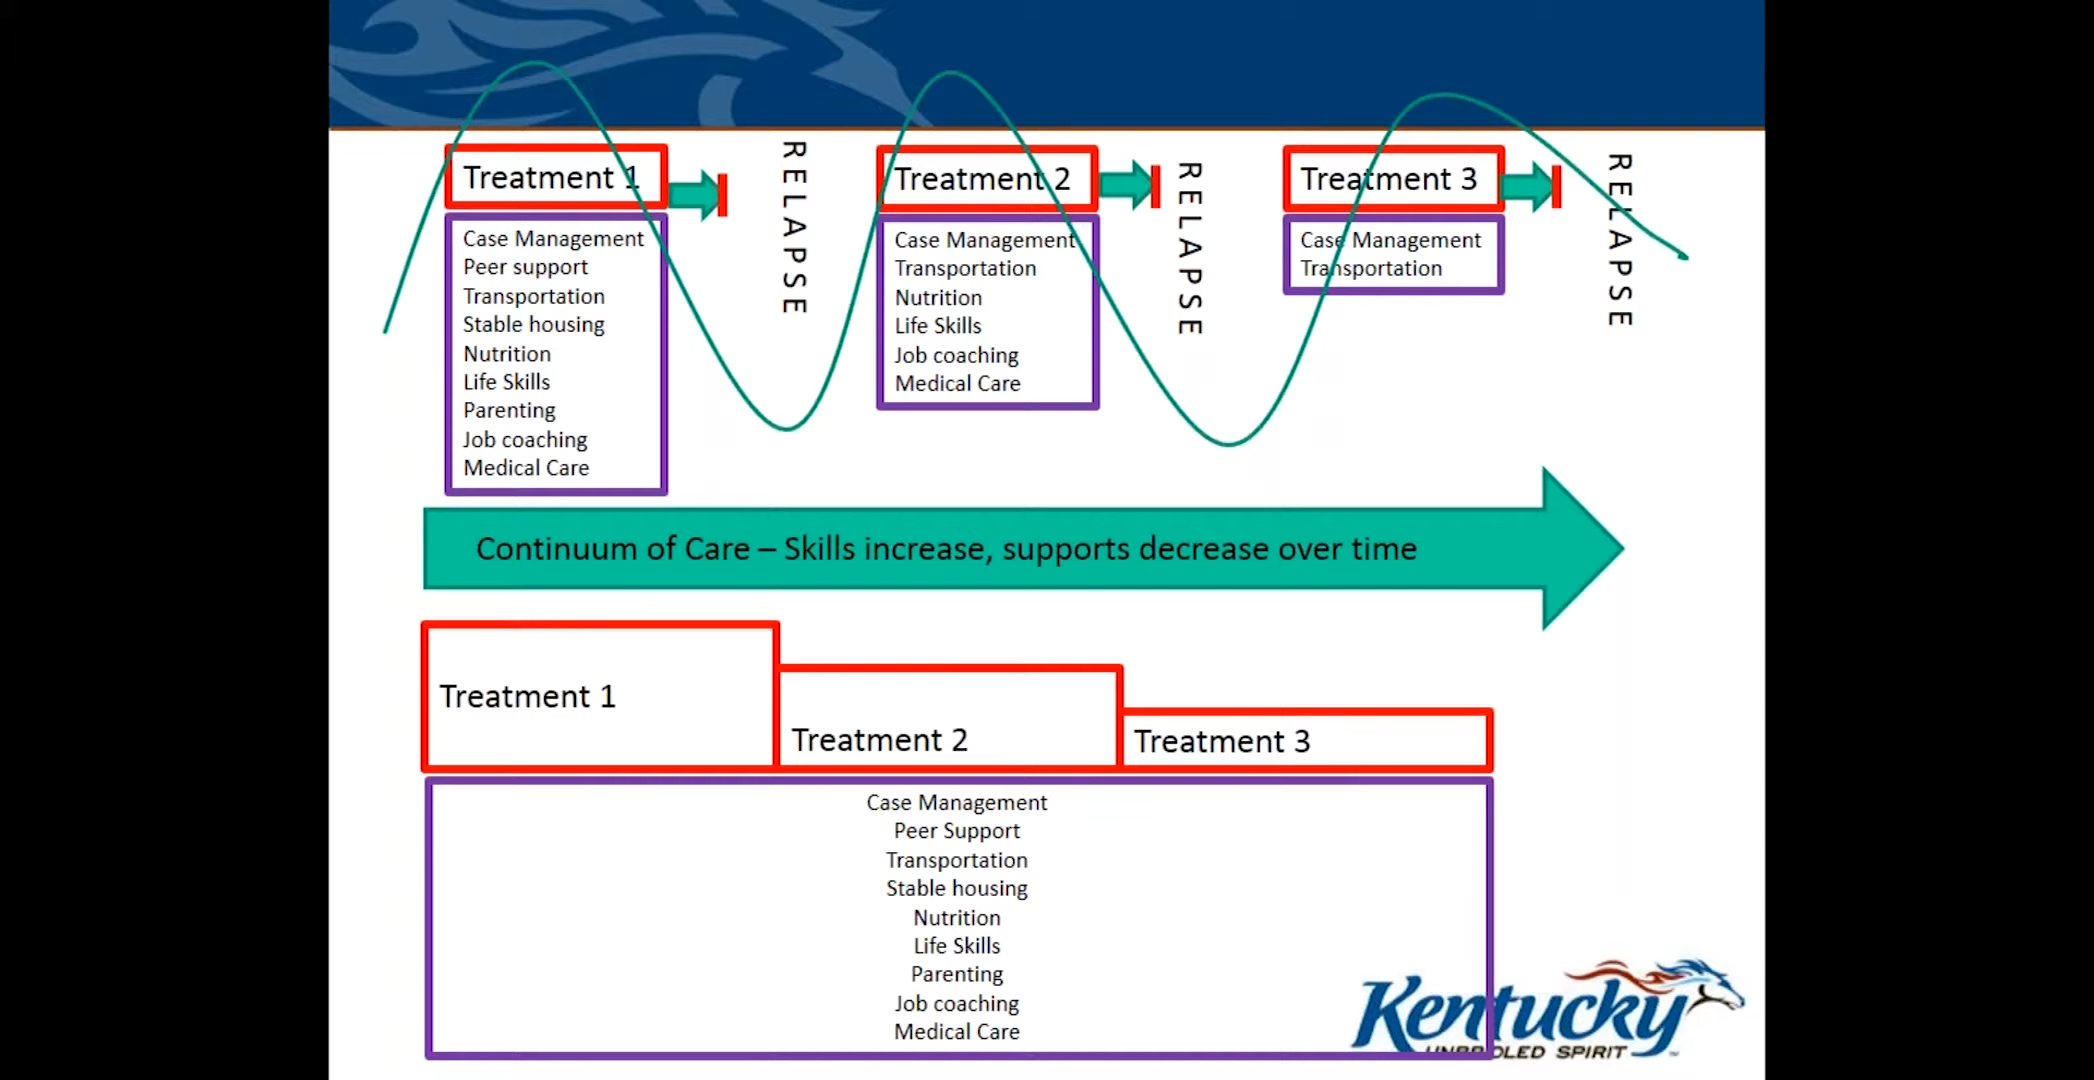 Treatment 1
Case Management
Peer support
Transportation
Stable housing
Nutrition
Life Skills
Parenting
Job coaching
Medical Care
RELAPSE
Treatment 2
Case Management
Transportation
Nutrition
Life Skills
Job coaching
Medical Care
RELAPSE
Treatment 3
Case Management
Transportation
RELAPSE
Continuum of Care – Skills increase, supports decrease over time
Treatment 1
Treatment 2
Treatment 3
Case Management
Peer Support
Transportation
Stable housing
Nutrition
Life Skills
Parenting
Job coaching
Medical Care
Kentucky
UNBRIDLED SPIRIT™